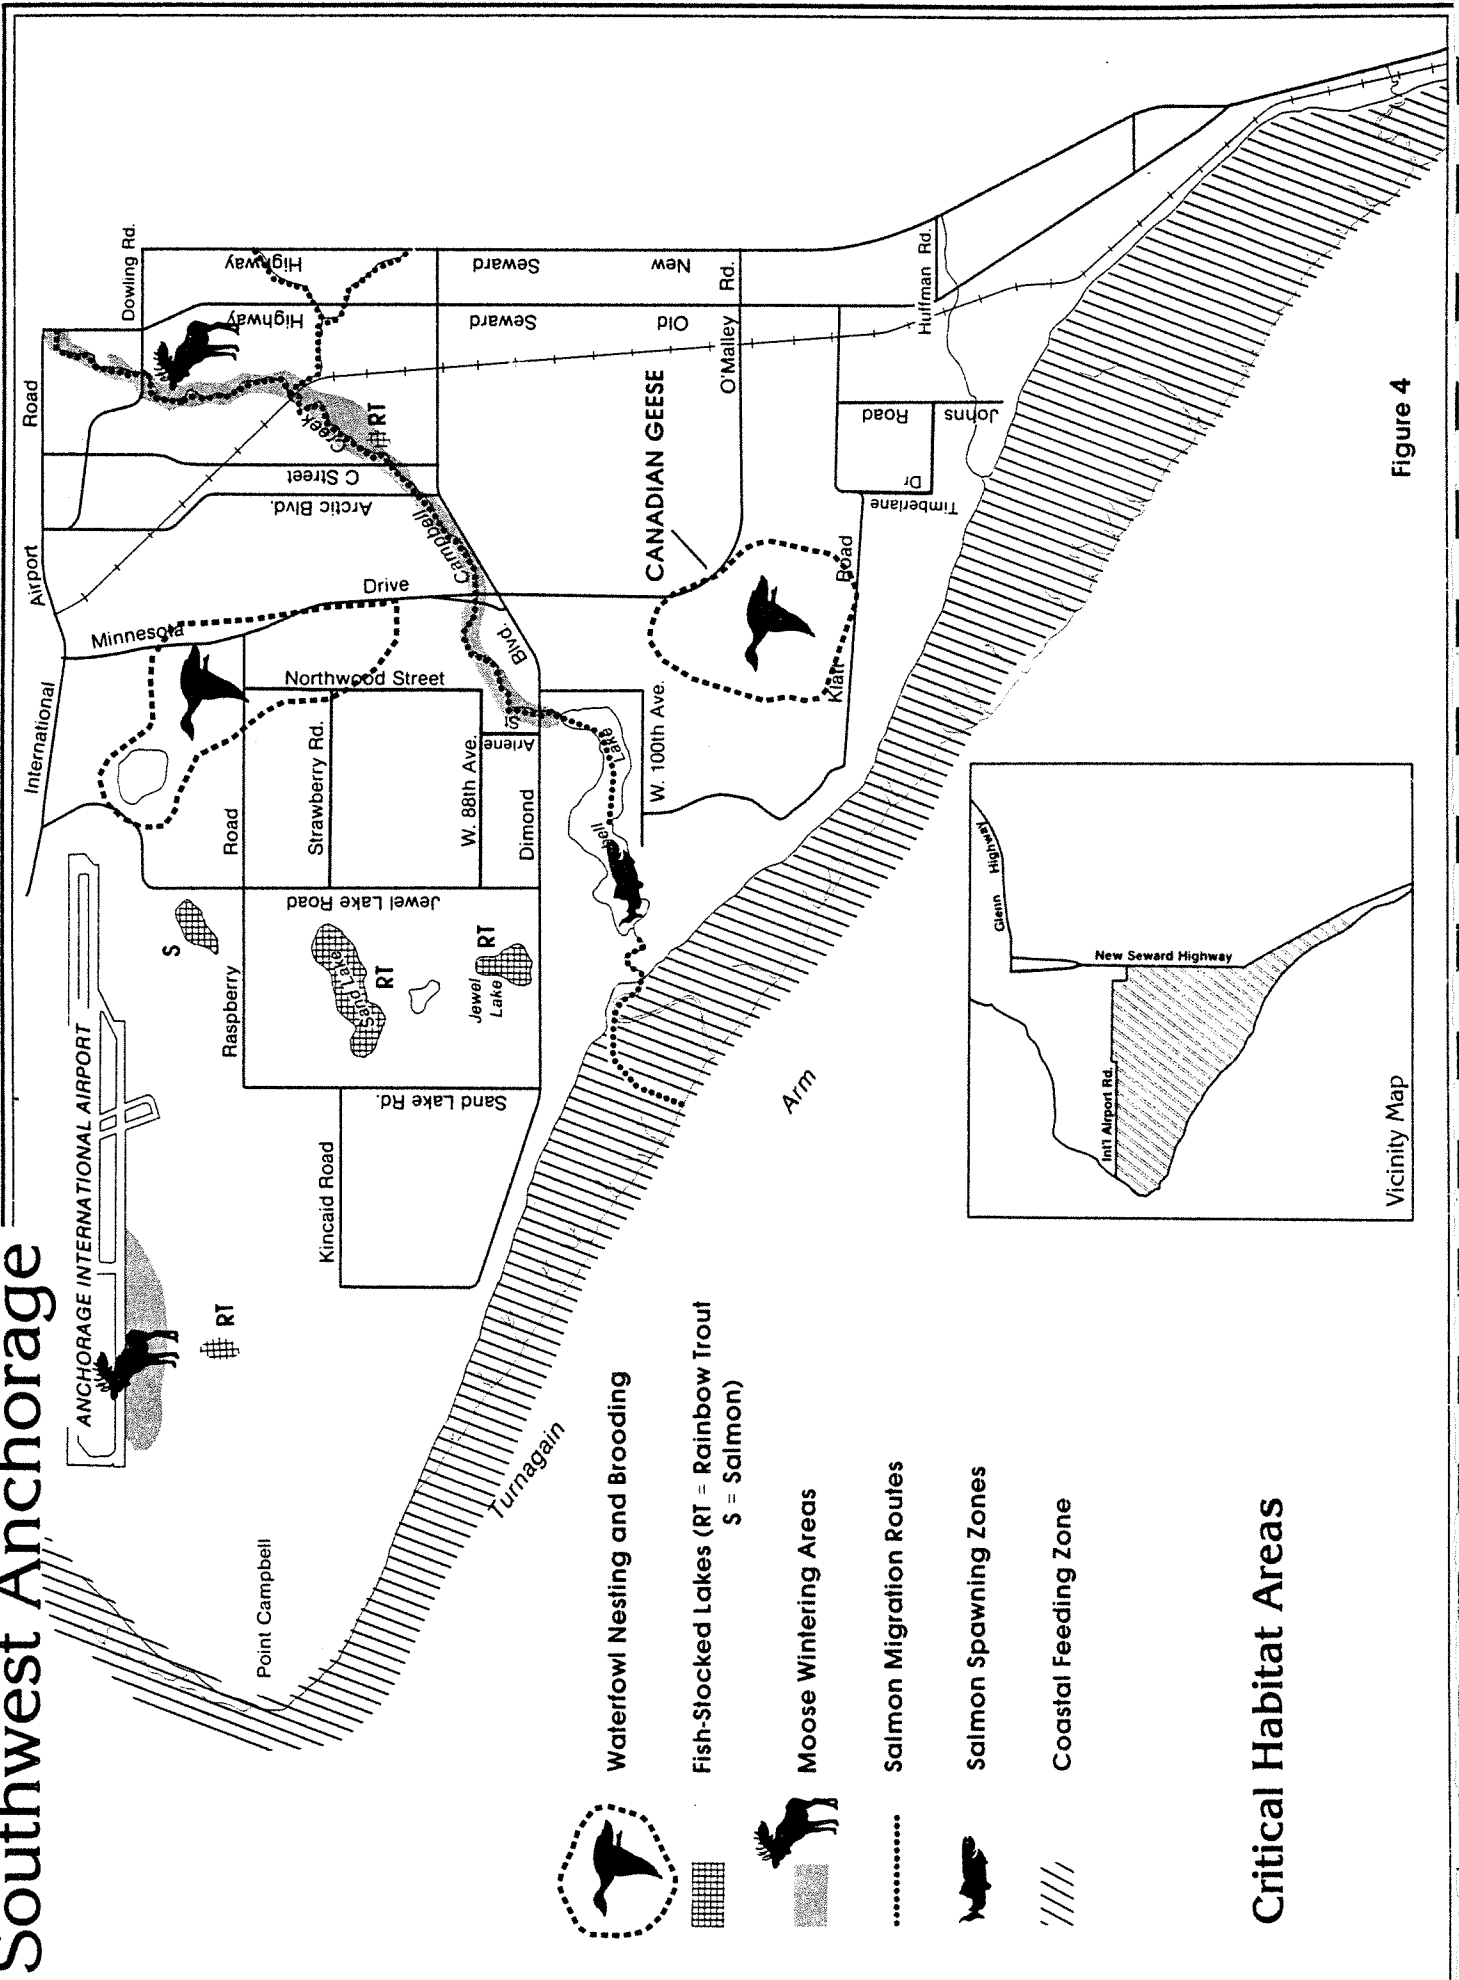 Southwest Anchorage
ANCHORAGE INTERNATIONAL AIRPORT
International
Airport
Road
Dowling Rd.
Minnesota
Drive
Northwood Street
Arctic Blvd.
C Street
Old
Seward
Highway
New
Seward
Highway
Campbell
Creek
RT
Raspberry
Road
Strawberry Rd.
W. 88th Ave.
Arlene
St
Dimond
Blvd.
Jewel Lake Road
Sand Lake Rd.
Kincaid Road
S
Sand Lake
RT
Jewel
Lake
RT
RT
bell
Lake
W. 100th Ave.
CANADIAN GEESE
O'Malley
Rd.
Klatt
Road
Timberlane
Dr
Johns
Road
Huffman
Rd.
Point Campbell
Turnagain
Arm
Waterfowl Nesting and Brooding
Fish-Stocked Lakes (RT = Rainbow Trout
S = Salmon)
Moose Wintering Areas
Salmon Migration Routes
Salmon Spawning Zones
Coastal Feeding Zone
Glenn
Highway
New Seward Highway
Int'l Airport Rd.
Vicinity Map
Critical Habitat Areas
Figure 4